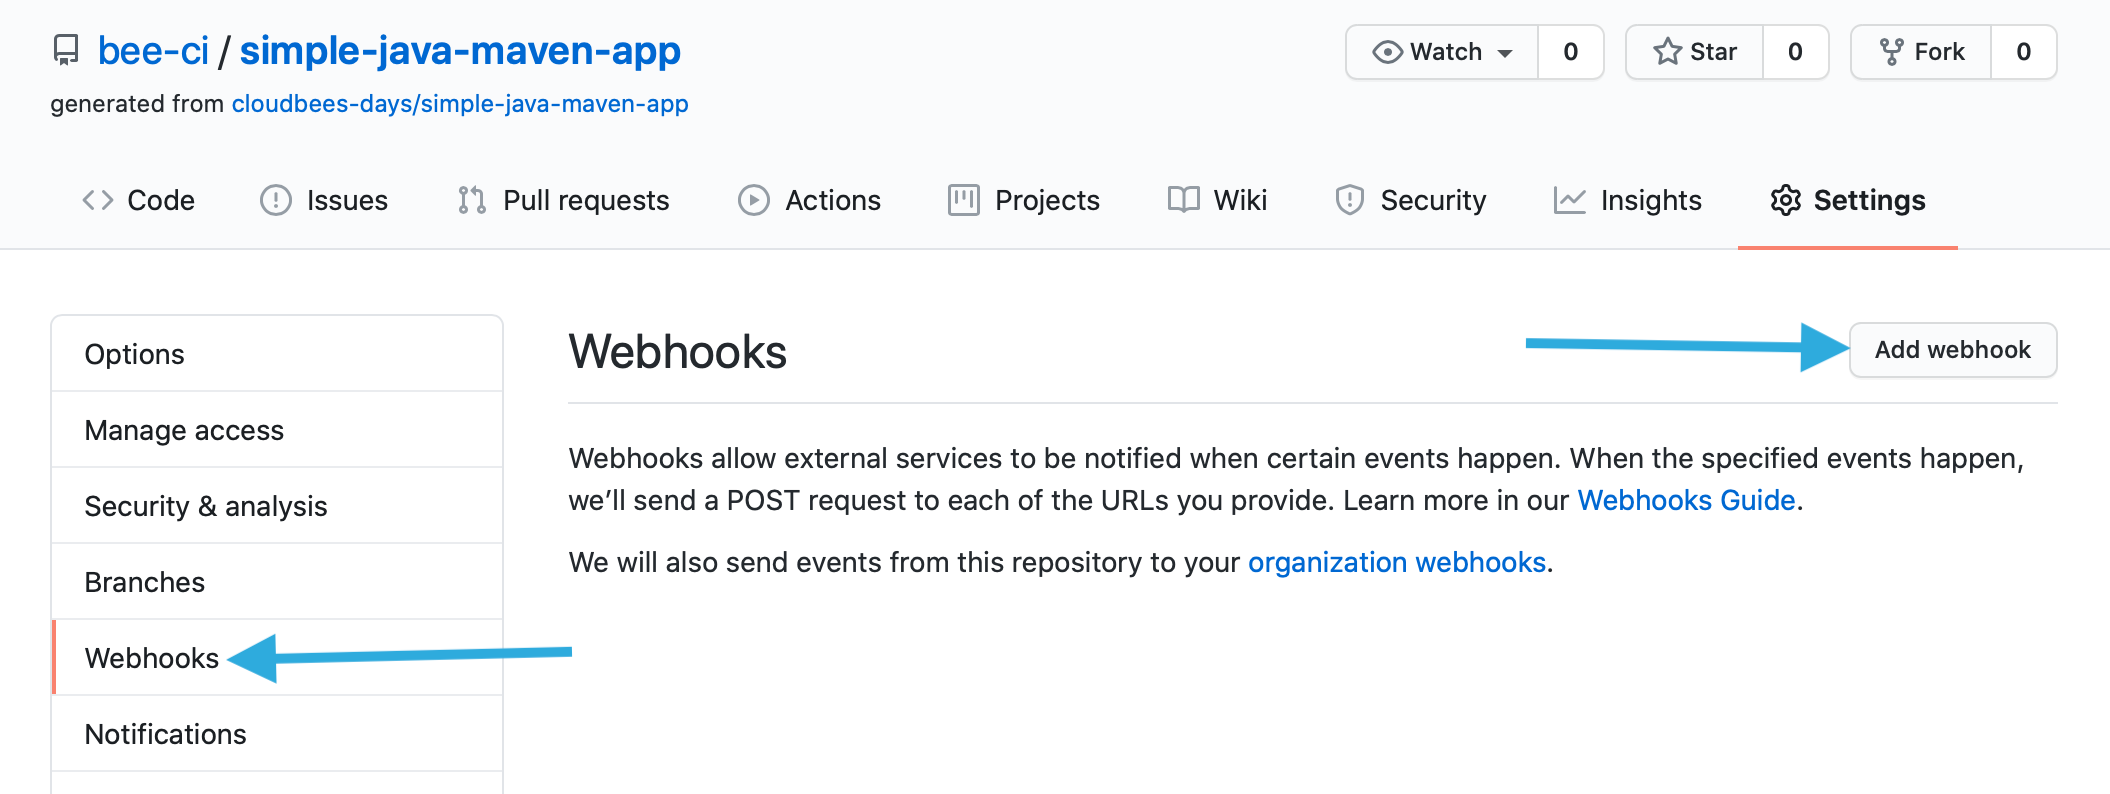 bee-ci / simple-java-maven-app
Watch 0 Star 0 Fork 0
generated from cloudbees-days/simple-java-maven-app
Code Issues Pull requests Actions Projects Wiki Security Insights Settings
Options
Manage access
Security & analysis
Branches
Webhooks
Notifications
Webhooks
Add webhook
Webhooks allow external services to be notified when certain events happen. When the specified events happen,
we’ll send a POST request to each of the URLs you provide. Learn more in our Webhooks Guide.
We will also send events from this repository to your organization webhooks.